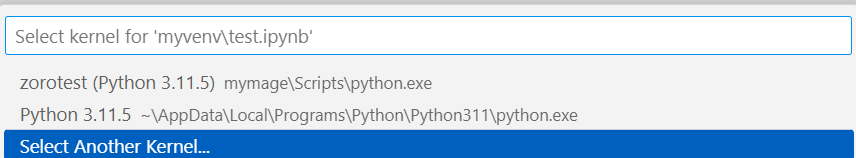 Select kernel for 'myvenv\test.ipynb'
zorotest (Python 3.11.5) mymage\Scripts\python.exe
Python 3.11.5 ~\AppData\Local\Programs\Python\Python311\python.exe
Select Another Kernel...